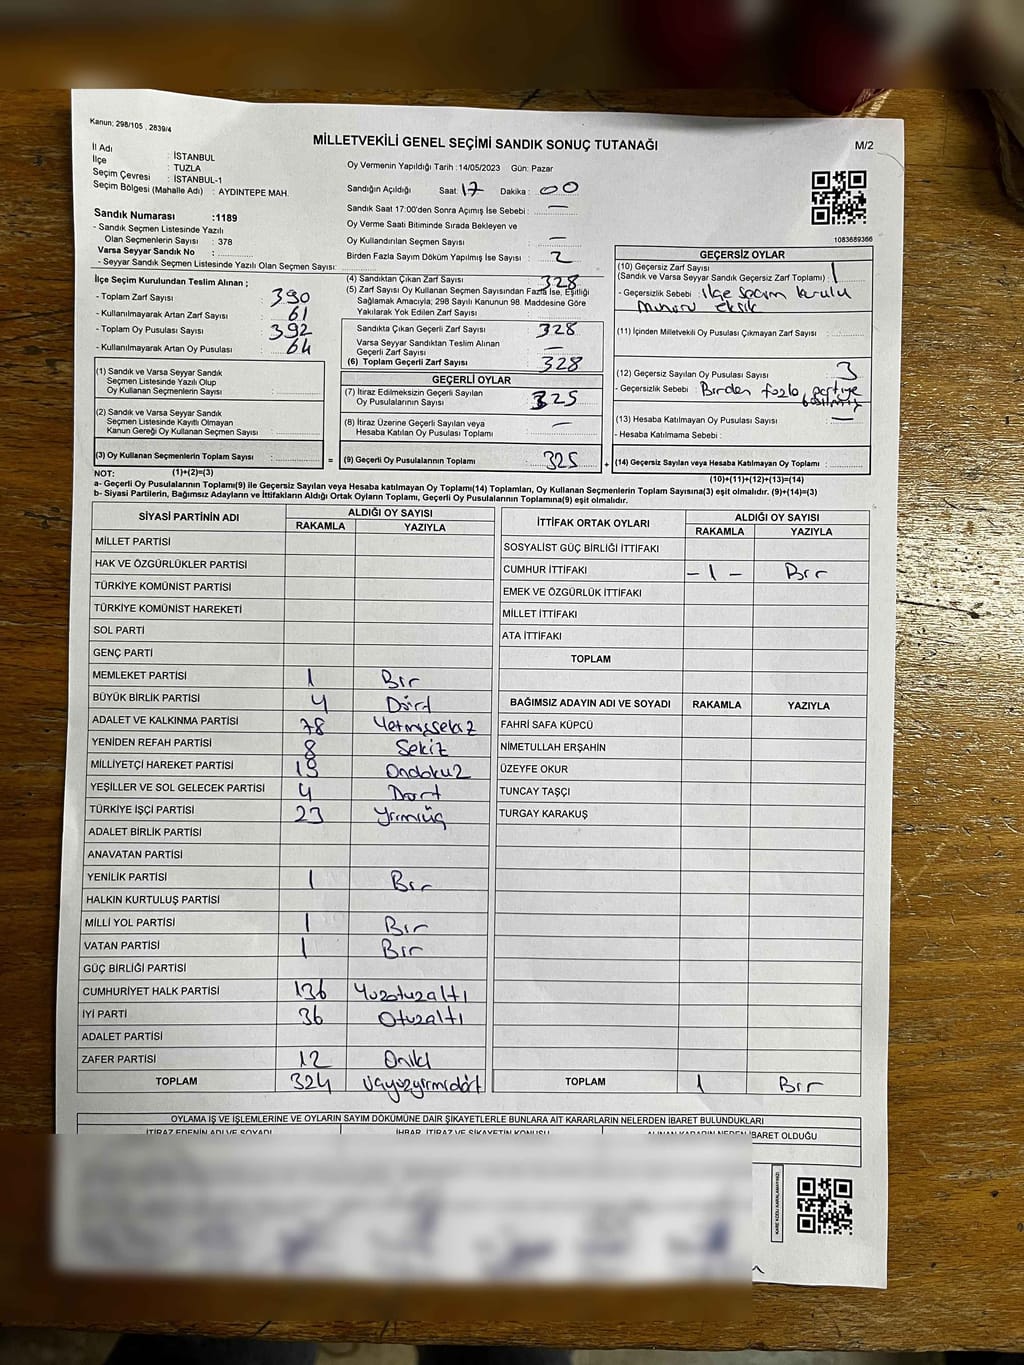 Kanun: 298/105 , 2839/4
MİLLETVEKİLİ GENEL SEÇİMİ SANDIK SONUÇ TUTANAĞI
M/2
İl Adı : İSTANBUL
İlçe : TUZLA
Seçim Çevresi : İSTANBUL-1
Seçim Bölgesi (Mahalle Adı) : AYDINTEPE MAH.
Sandık Numarası :1189
- Sandık Seçmen Listesinde Yazılı
Olan Seçmenlerin Sayısı : 378
Varsa Seyyar Sandık No :
- Seyyar Sandık Seçmen Listesinde Yazılı Olan Seçmen Sayısı:
Oy Vermenin Yapıldığı Tarih :14/05/2023 Gün: Pazar
Sandığın Açıldığı Saat: 17 Dakika : 00
Sandık Saat 17:00'den Sonra Açımış İse Sebebi : —
Oy Verme Saati Bitiminde Sırada Bekleyen ve
Oy Kullandırılan Seçmen Sayısı : —
Birden Fazla Sayım Döküm Yapılmış İse Sayısı : 2
1083689366
İlçe Seçim Kurulundan Teslim Alınan ;
- Toplam Zarf Sayısı : 390
- Kullanılmayarak Artan Zarf Sayısı : 61
- Toplam Oy Pusulası Sayısı : 392
- Kullanılmayarak Artan Oy Pusulası : 64
(1) Sandık ve Varsa Seyyar Sandık
Seçmen Listesinde Yazılı Olup
Oy Kullanan Seçmenlerin Sayısı :
(2) Sandık ve Varsa Seyyar Sandık
Seçmen Listesinde Kayıtlı Olmayan
Kanun Gereği Oy Kullanan Seçmen Sayısı :
(3) Oy Kullanan Seçmenlerin Toplam Sayısı :
(1)+(2)=(3)
(4) Sandıktan Çıkan Zarf Sayısı : 328
(5) Zarf Sayısı Oy Kullanan Seçmen Sayısından Fazla İse, Eşitliği
Sağlamak Amacıyla; 298 Sayılı Kanunun 98. Maddesine Göre
Yakılarak Yok Edilen Zarf Sayısı :
Sandıkta Çıkan Geçerli Zarf Sayısı : 328
Varsa Seyyar Sandıktan Teslim Alınan
Geçerli Zarf Sayısı : —
(6) Toplam Geçerli Zarf Sayısı : 328
GEÇERLİ OYLAR
(7) İtiraz Edilmeksizin Geçerli Sayılan
Oy Pusulalarının Sayısı : 325
(8) İtiraz Üzerine Geçerli Sayılan veya
Hesaba Katılan Oy Pusulası Toplamı : —
= (9) Geçerli Oy Pusulalarının Toplamı : 325 +
GEÇERSİZ OYLAR
(10) Geçersiz Zarf Sayısı
(Sandık ve Varsa Seyyar Sandık Geçersiz Zarf Toplamı) : 1
- Geçersizlik Sebebi : İlçe seçim kurulu
mührü eksik
(11) İçinden Milletvekili Oy Pusulası Çıkmayan Zarf Sayısı :
(12) Geçersiz Sayılan Oy Pusulası Sayısı : 3
- Geçersizlik Sebebi : Birden fazla partiye
basılmış
(13) Hesaba Katılmayan Oy Pusulası Sayısı : —
- Hesaba Katılmama Sebebi :
(14) Geçersiz Sayılan veya Hesaba Katılmayan Oy Toplamı :
(10)+(11)+(12)+(13)=(14)
NOT:
a- Geçerli Oy Pusulalarının Toplamı(9) ile Geçersiz Sayılan veya Hesaba katılmayan Oy Toplamı(14) Toplamları, Oy Kullanan Seçmenlerin Toplam Sayısına(3) eşit olmalıdır. (9)+(14)=(3)
b- Siyasi Partilerin, Bağımsız Adayların ve İttifakların Aldığı Ortak Oyların Toplamı, Geçerli Oy Pusulalarının Toplamına(9) eşit olmalıdır.
SİYASİ PARTİNİN ADI ALDIĞI OY SAYISI
RAKAMLA YAZIYLA
MİLLET PARTİSİ
HAK VE ÖZGÜRLÜKLER PARTİSİ
TÜRKİYE KOMÜNİST PARTİSİ
TÜRKİYE KOMÜNİST HAREKETİ
SOL PARTİ
GENÇ PARTİ
MEMLEKET PARTİSİ 1 Bir
BÜYÜK BİRLİK PARTİSİ 4 Dört
ADALET VE KALKINMA PARTİSİ 78 Yetmişsekiz
YENİDEN REFAH PARTİSİ 8 Sekiz
MİLLİYETÇİ HAREKET PARTİSİ 19 Ondokuz
YEŞİLLER VE SOL GELECEK PARTİSİ 4 Dört
TÜRKİYE İŞÇİ PARTİSİ 23 Yirmiüç
ADALET BİRLİK PARTİSİ
ANAVATAN PARTİSİ
YENİLİK PARTİSİ 1 Bir
HALKIN KURTULUŞ PARTİSİ
MİLLİ YOL PARTİSİ 1 Bir
VATAN PARTİSİ 1 Bir
GÜÇ BİRLİĞİ PARTİSİ
CUMHURİYET HALK PARTİSİ 136 Yüzotuzaltı
İYİ PARTİ 36 Otuzaltı
ADALET PARTİSİ
ZAFER PARTİSİ 12 Oniki
TOPLAM 324 Üçyüzyirmidört
İTTİFAK ORTAK OYLARI ALDIĞI OY SAYISI
RAKAMLA YAZIYLA
SOSYALİST GÜÇ BİRLİĞİ İTTİFAKI
CUMHUR İTTİFAKI -1- Bir
EMEK VE ÖZGÜRLÜK İTTİFAKI
MİLLET İTTİFAKI
ATA İTTİFAKI
TOPLAM
BAĞIMSIZ ADAYIN ADI VE SOYADI RAKAMLA YAZIYLA
FAHRİ SAFA KÜPCÜ
NİMETULLAH ERŞAHİN
ÜZEYFE OKUR
TUNCAY TAŞÇI
TURGAY KARAKUŞ
TOPLAM 1 Bir
OYLAMA İŞ VE İŞLEMLERİNE VE OYLARIN SAYIM DÖKÜMÜNE DAİR ŞİKAYETLERLE BUNLARA AİT KARARLARIN NELERDEN İBARET BULUNDUKLARI
İTİRAZ EDENİN ADI VE SOYADI İHBAR, İTİRAZ VE ŞİKAYETİN KONUSU ALINAN KARARIN NEDEN İBARET OLDUĞU